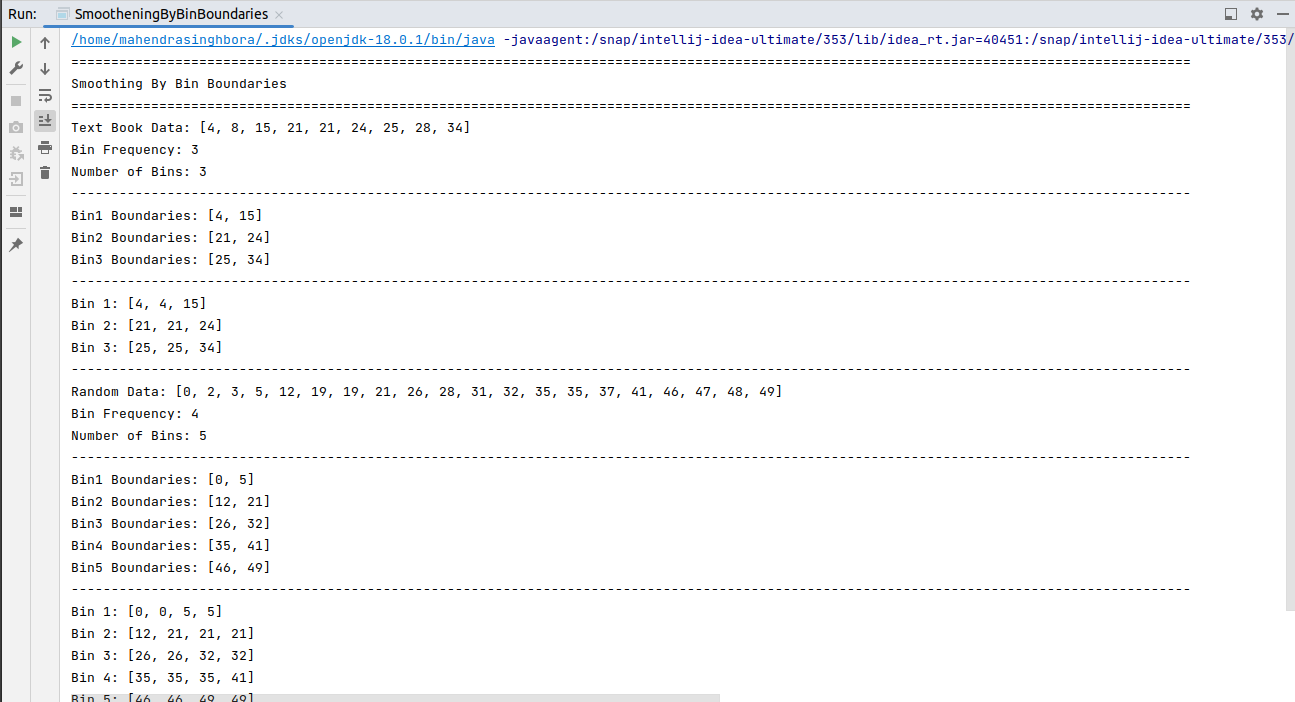 Run: SmootheningByBinBoundaries
/home/mahendrasinghbora/.jdks/openjdk-18.0.1/bin/java -javaagent:/snap/intellij-idea-ultimate/353/lib/idea_rt.jar=40451:/snap/intellij-idea-ultimate/353/
============================================================================================================================================
Smoothing By Bin Boundaries
============================================================================================================================================
Text Book Data: [4, 8, 15, 21, 21, 24, 25, 28, 34]
Bin Frequency: 3
Number of Bins: 3
--------------------------------------------------------------------------------------------------------------------------------------------
Bin1 Boundaries: [4, 15]
Bin2 Boundaries: [21, 24]
Bin3 Boundaries: [25, 34]
--------------------------------------------------------------------------------------------------------------------------------------------
Bin 1: [4, 4, 15]
Bin 2: [21, 21, 24]
Bin 3: [25, 25, 34]
--------------------------------------------------------------------------------------------------------------------------------------------
Random Data: [0, 2, 3, 5, 12, 19, 19, 21, 26, 28, 31, 32, 35, 35, 37, 41, 46, 47, 48, 49]
Bin Frequency: 4
Number of Bins: 5
--------------------------------------------------------------------------------------------------------------------------------------------
Bin1 Boundaries: [0, 5]
Bin2 Boundaries: [12, 21]
Bin3 Boundaries: [26, 32]
Bin4 Boundaries: [35, 41]
Bin5 Boundaries: [46, 49]
--------------------------------------------------------------------------------------------------------------------------------------------
Bin 1: [0, 0, 5, 5]
Bin 2: [12, 21, 21, 21]
Bin 3: [26, 26, 32, 32]
Bin 4: [35, 35, 35, 41]
Bin 5: [46, 46, 49, 49]